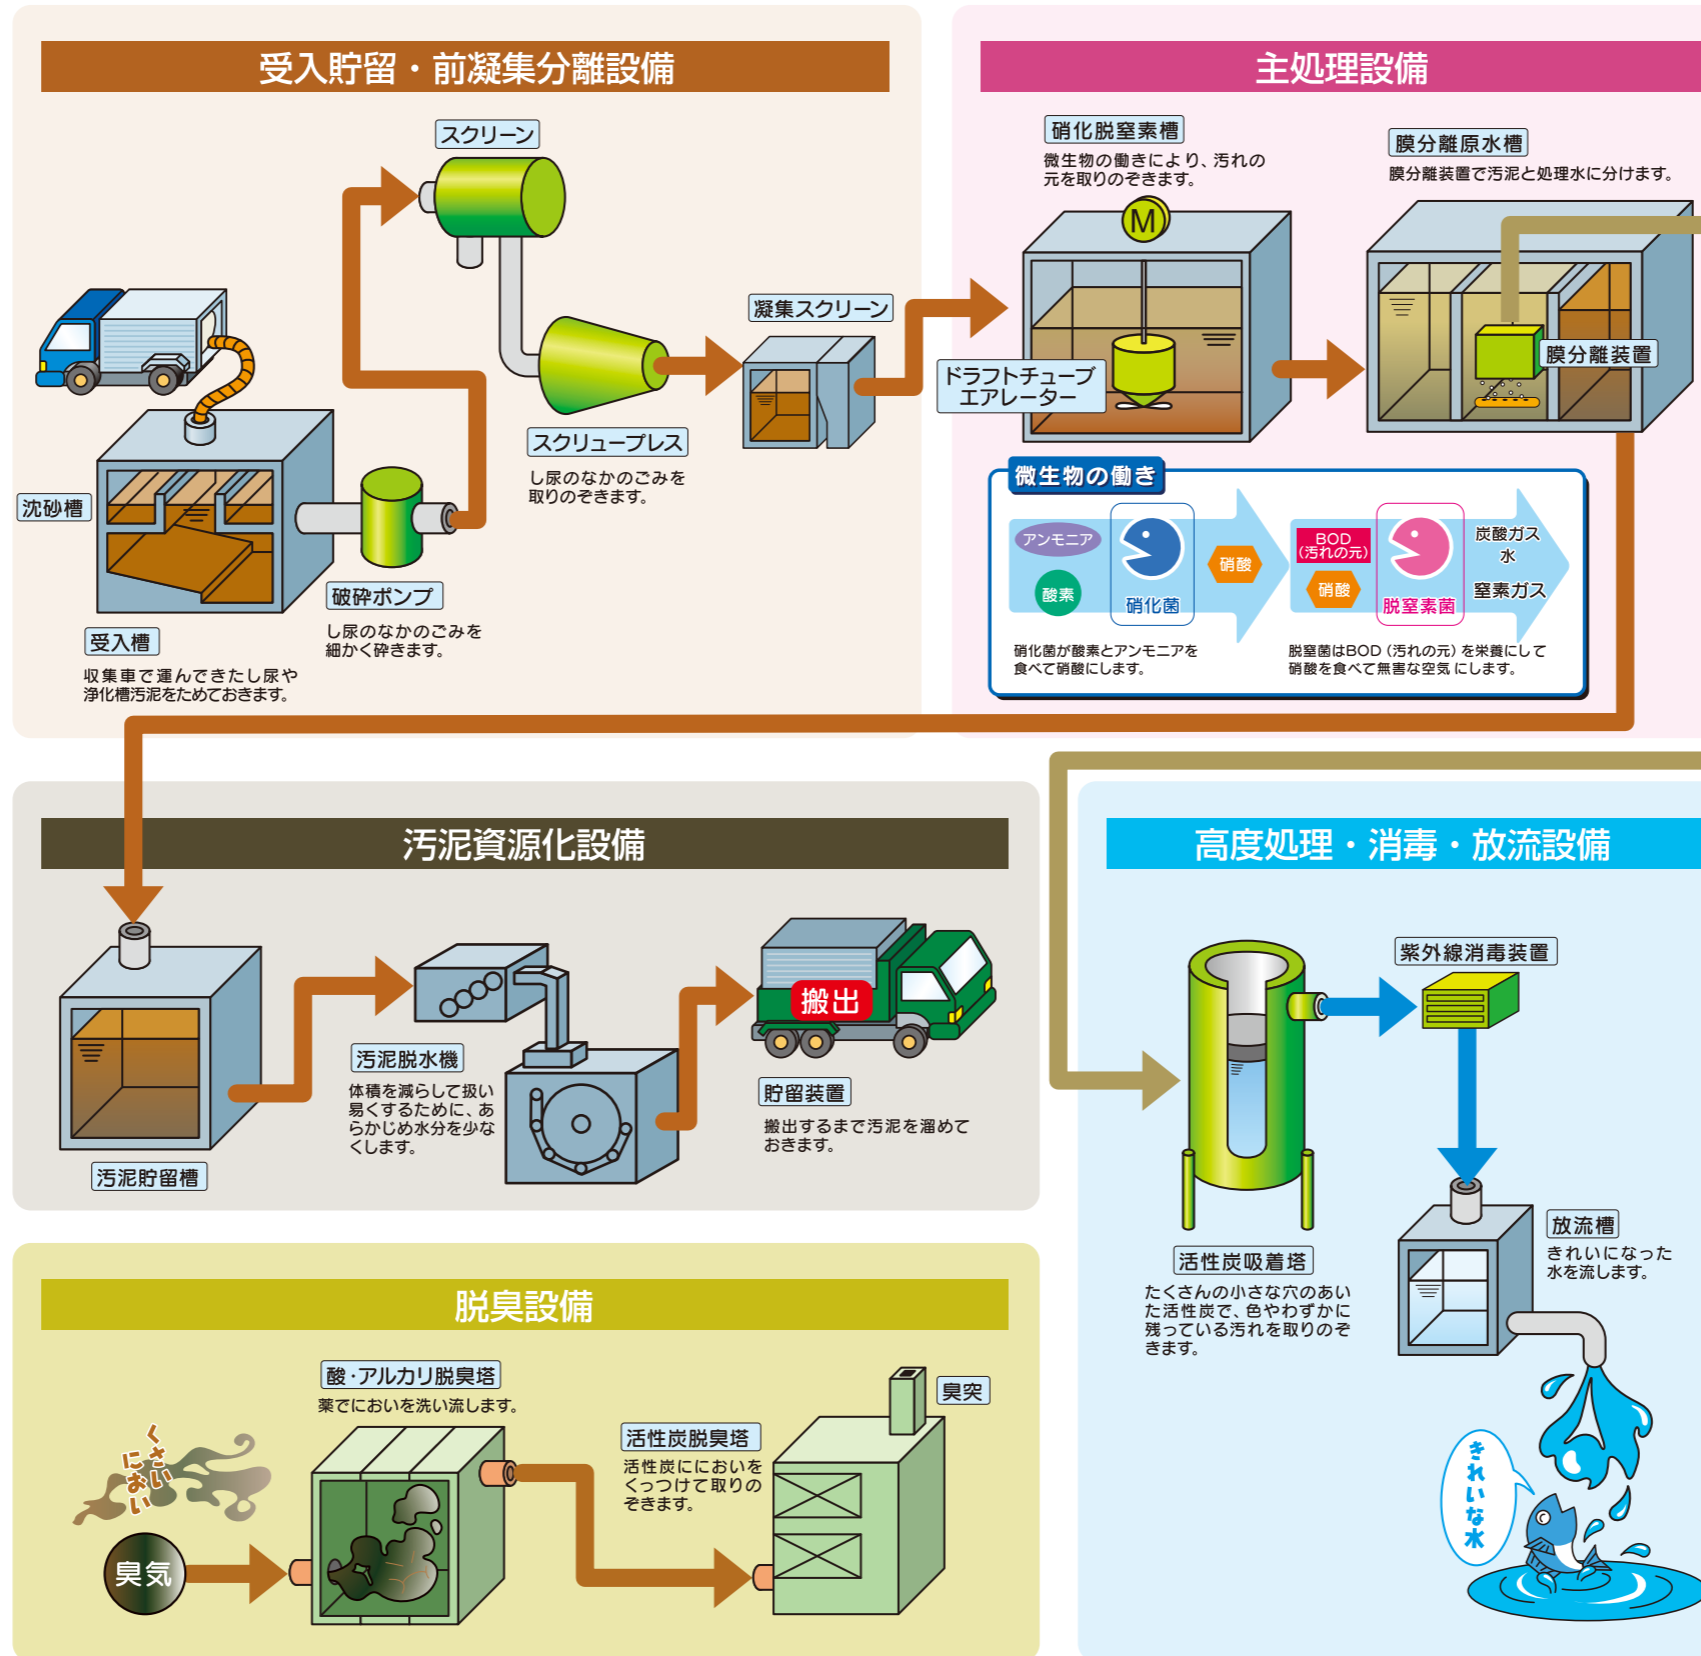 受入貯留・前凝集分離設備
スクリーン
凝集スクリーン
スクリュープレス
し尿のなかのごみを
取りのぞきます。
沈砂槽
破砕ポンプ
し尿のなかのごみを
細かく砕きます。
受入槽
収集車で運んできたし尿や
浄化槽汚泥をためておきます。
主処理設備
硝化脱窒素槽
微生物の働きにより、汚れの
元を取りのぞきます。
M
膜分離原水槽
膜分離装置で汚泥と処理水に分けます。
ドラフトチューブ
エアレーター
膜分離装置
微生物の働き
アンモニア
酸素
硝化菌
硝酸
BOD
(汚れの元)
硝酸
脱窒素菌
炭酸ガス
水
窒素ガス
硝化菌が酸素とアンモニアを
食べて硝酸にします。
脱窒菌はBOD(汚れの元)を栄養にして
硝酸を食べて無害な空気にします。
汚泥資源化設備
汚泥貯留槽
汚泥脱水機
体積を減らして扱い
易くするために、あ
らかじめ水分を少な
くします。
搬出
貯留装置
搬出するまで汚泥を溜めて
おきます。
高度処理・消毒・放流設備
紫外線消毒装置
活性炭吸着塔
たくさんの小さな穴のあい
た活性炭で、色やわずかに
残っている汚れを取りのぞ
きます。
放流槽
きれいになった
水を流します。
きれいな水
脱臭設備
くさい
におい
臭気
酸・アルカリ脱臭塔
薬でにおいを洗い流します。
活性炭脱臭塔
活性炭ににおいを
くっつけて取りの
ぞきます。
臭突